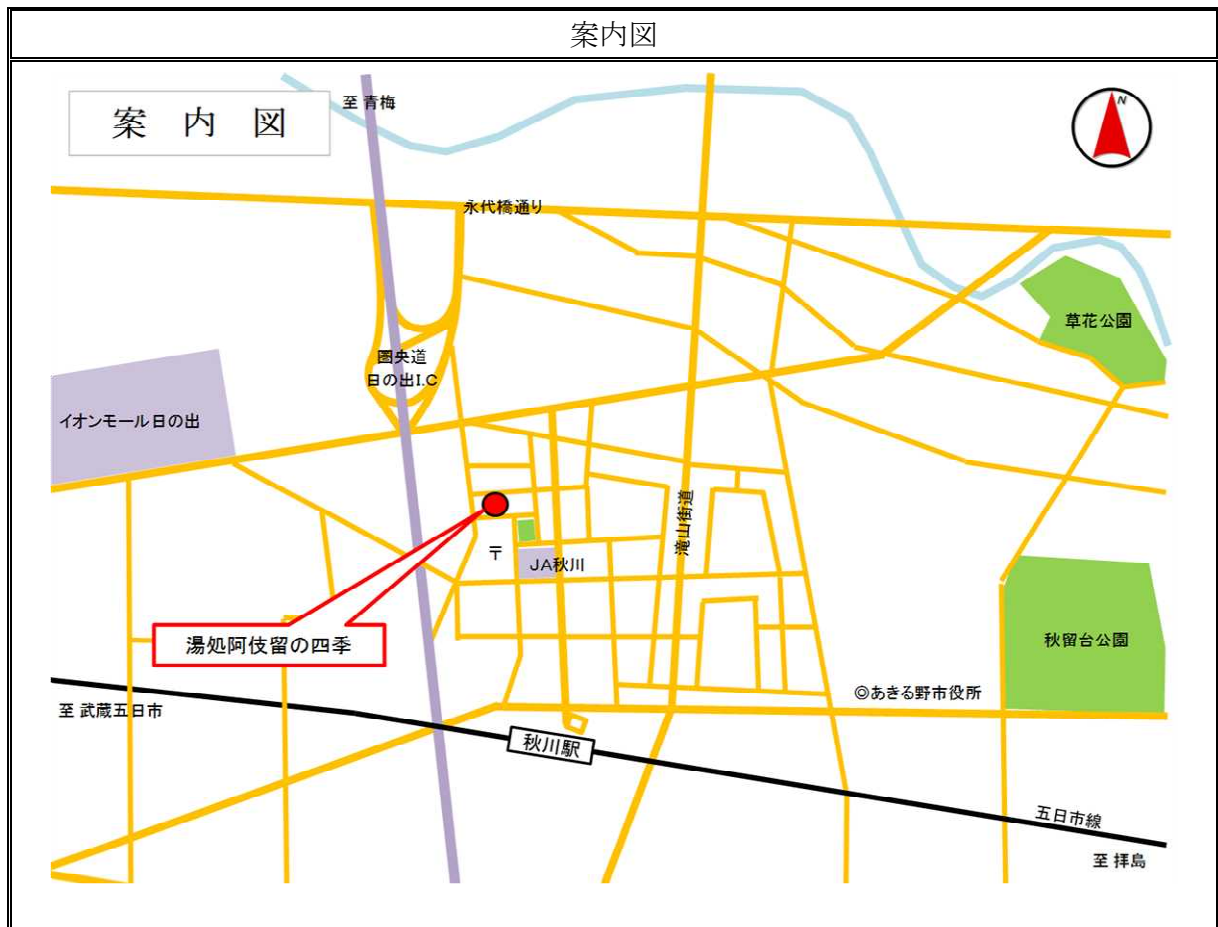 案内図
案 内 図
至 青梅
N
永代橋通り
草花公園
圏央道
日の出I.C
イオンモール日の出
滝山街道
〒
JA秋川
湯処阿伎留の四季
秋留台公園
◎あきる野市役所
至 武蔵五日市
秋川駅
五日市線
至 拝島